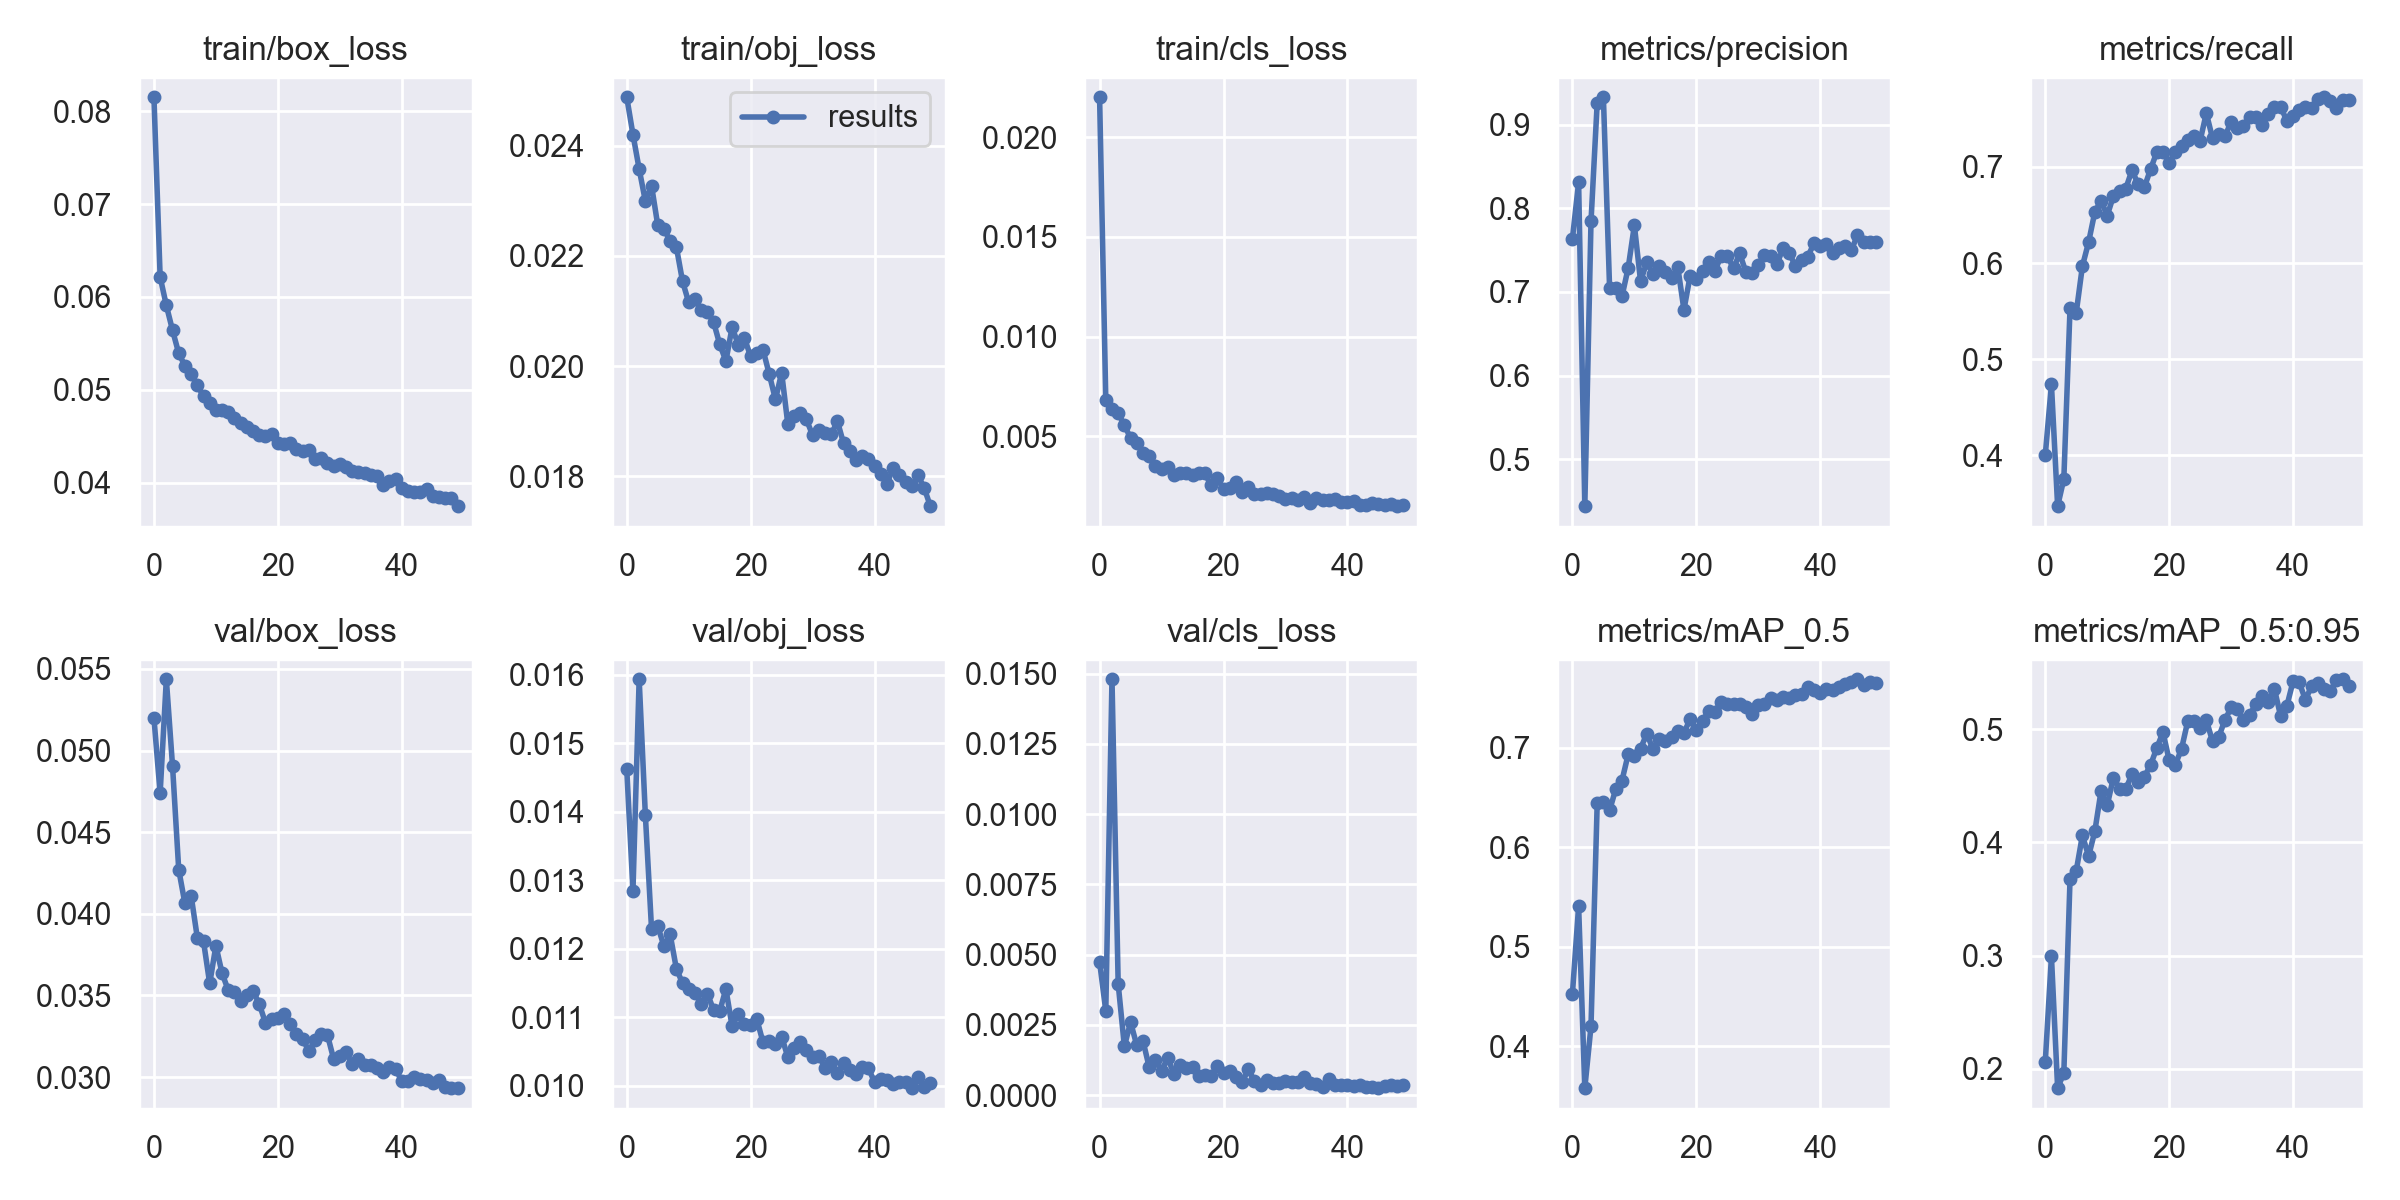 train/box_loss
0.08
0.07
0.06
0.05
0.04
0 20 40
train/obj_loss
results
0.024
0.022
0.020
0.018
0 20 40
train/cls_loss
0.020
0.015
0.010
0.005
0 20 40
metrics/precision
0.9
0.8
0.7
0.6
0.5
0 20 40
metrics/recall
0.7
0.6
0.5
0.4
0 20 40
val/box_loss
0.055
0.050
0.045
0.040
0.035
0.030
0 20 40
val/obj_loss
0.016
0.015
0.014
0.013
0.012
0.011
0.010
0 20 40
val/cls_loss
0.0150
0.0125
0.0100
0.0075
0.0050
0.0025
0.0000
0 20 40
metrics/mAP_0.5
0.7
0.6
0.5
0.4
0 20 40
metrics/mAP_0.5:0.95
0.5
0.4
0.3
0.2
0 20 40